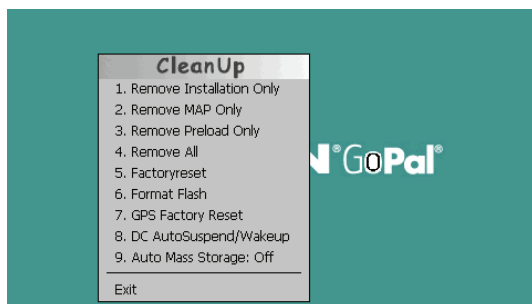 CleanUp
1. Remove Installation Only
2. Remove MAP Only
3. Remove Preload Only
4. Remove All
5. Factoryreset
6. Format Flash
7. GPS Factory Reset
8. DC AutoSuspend/Wakeup
9. Auto Mass Storage: Off
Exit
N® GoPal®